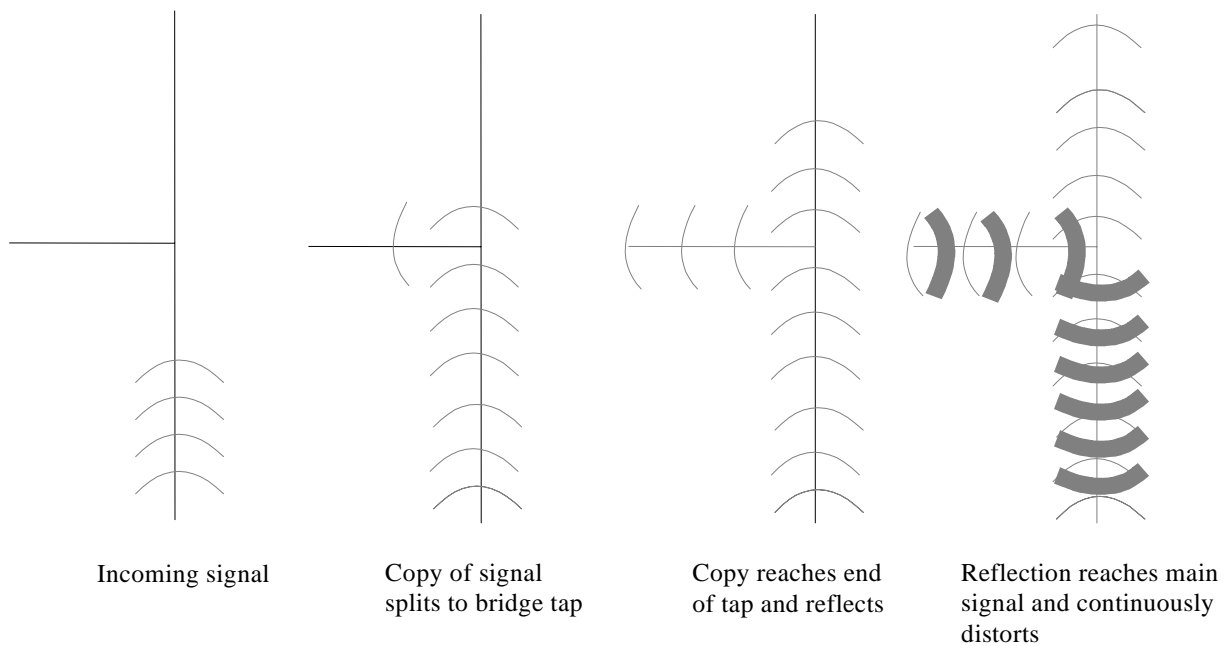 Incoming signal
Copy of signal
splits to bridge tap
Copy reaches end
of tap and reflects
Reflection reaches main
signal and continuously
distorts